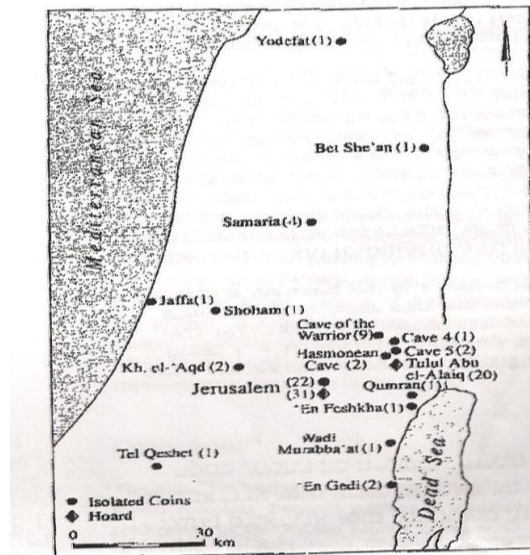 Yodefat (1)
Mediterranean Sea
Bet She'an (1)
Samaria (4)
Jaffa (1)
Shoham (1)
Cave of the
Warrior (9)
Cave 4 (1)
Hasmonean
Cave (2)
Cave 5 (2)
Tulul Abu
el-Alaiq (20)
Kh. el-'Aqd (2)
Jerusalem (22)
(31)
Qumran (1)
'En Feshkha (1)
Wadi
Murabba'at (1)
Tel Qeshet (1)
'En Gedi (2)
Dead Sea
Isolated Coins
Hoard
0 30
km